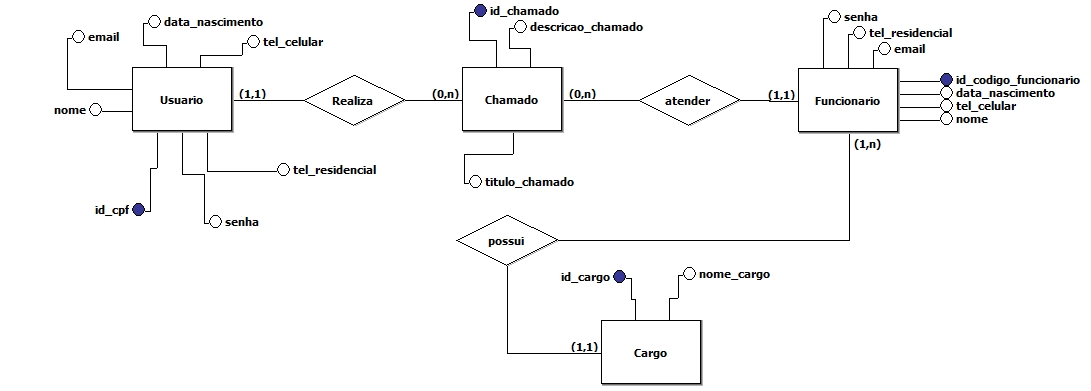 id_chamado
senha
data_nascimento
descricao_chamado
tel_residencial
email
tel_celular
email
id_codigo_funcionario
data_nascimento
tel_celular
nome
nome
Usuario
(1,1)
Realiza
(0,n)
Chamado
(0,n)
atender
(1,1)
Funcionario
(1,n)
tel_residencial
titulo_chamado
id_cpf
senha
possui
id_cargo
nome_cargo
(1,1)
Cargo